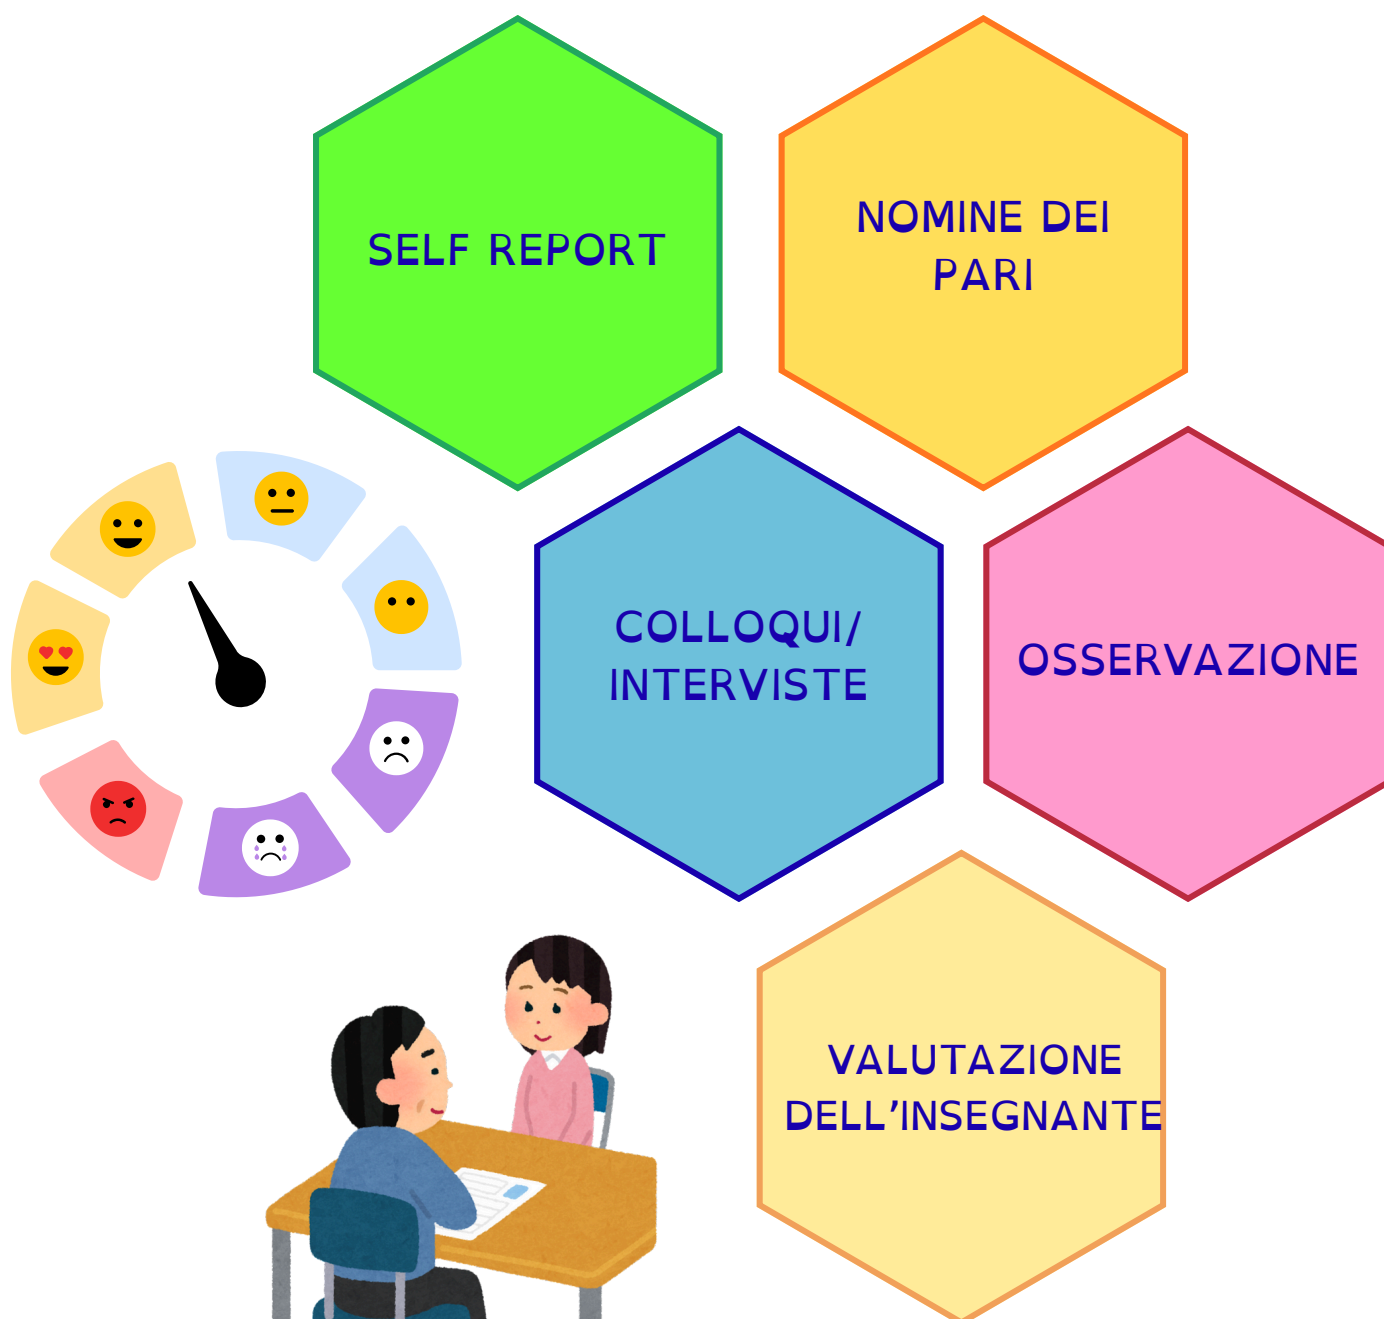 SELF REPORT
NOMINE DEI
PARI
COLLOQUI/
INTERVISTE
OSSERVAZIONE
VALUTAZIONE
DELL'INSEGNANTE